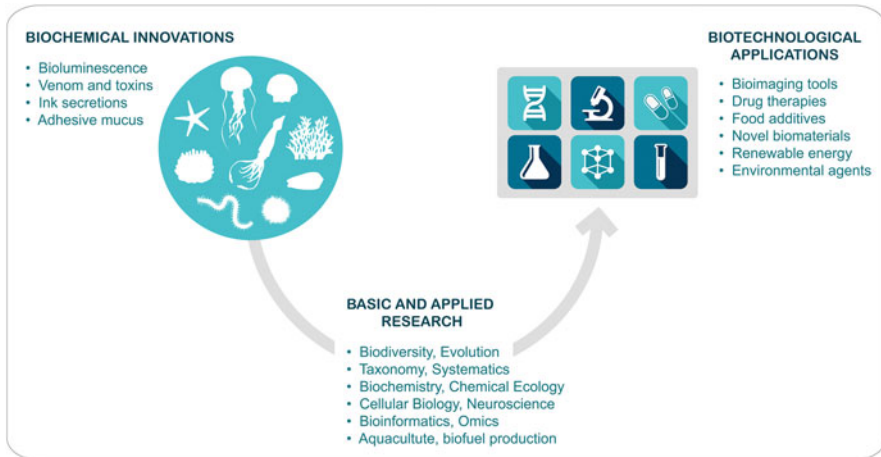 BIOCHEMICAL INNOVATIONS
• Bioluminescence
• Venom and toxins
• Ink secretions
• Adhesive mucus
BIOTECHNOLOGICAL
APPLICATIONS
• Bioimaging tools
• Drug therapies
• Food additives
• Novel biomaterials
• Renewable energy
• Environmental agents
BASIC AND APPLIED
RESEARCH
• Biodiversity, Evolution
• Taxonomy, Systematics
• Biochemistry, Chemical Ecology
• Cellular Biology, Neuroscience
• Bioinformatics, Omics
• Aquacultute, biofuel production